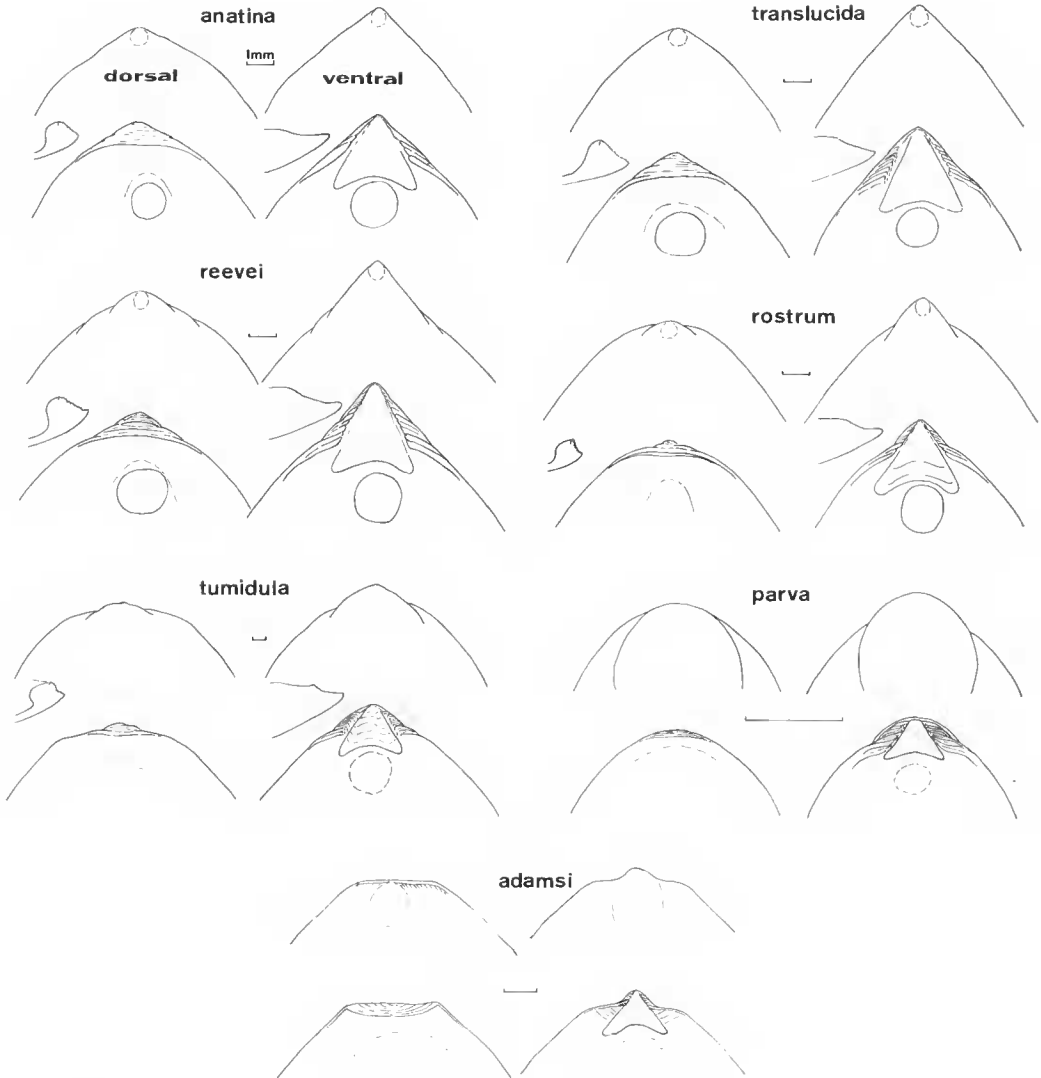 anatina
translucida
1mm
dorsal
ventral
reevei
rostrum
tumidula
parva
adamsi